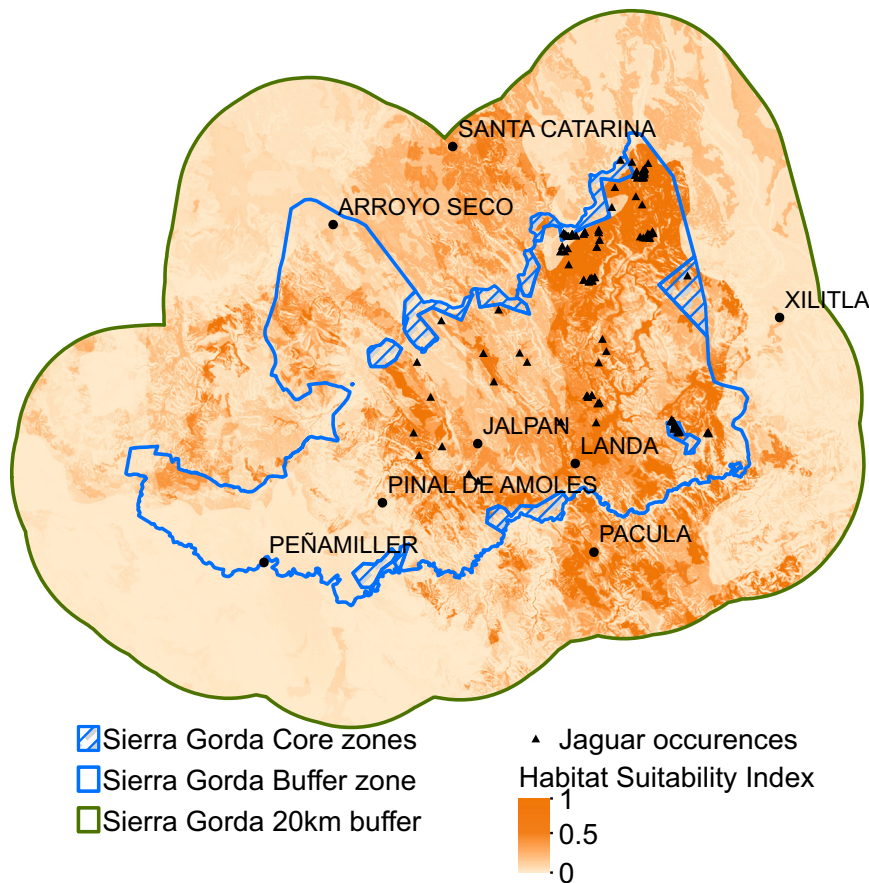 SANTA CATARINA
ARROYO SECO
XILITLA
JALPAN
LANDA
PINAL DE AMOLES
PACULA
PEÑAMILLER
Sierra Gorda Core zones
Sierra Gorda Buffer zone
Sierra Gorda 20km buffer
Jaguar occurences
Habitat Suitability Index
1
0.5
0